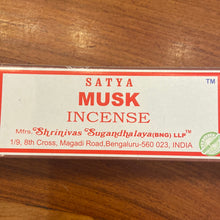 SATYA
TM
MUSK
INCENSE
Mfrs. Shrinivas Sugandhalaya (BNG) LLP TM
1/9, 8th Cross, Magadi Road, Bengaluru-560 023, INDIA